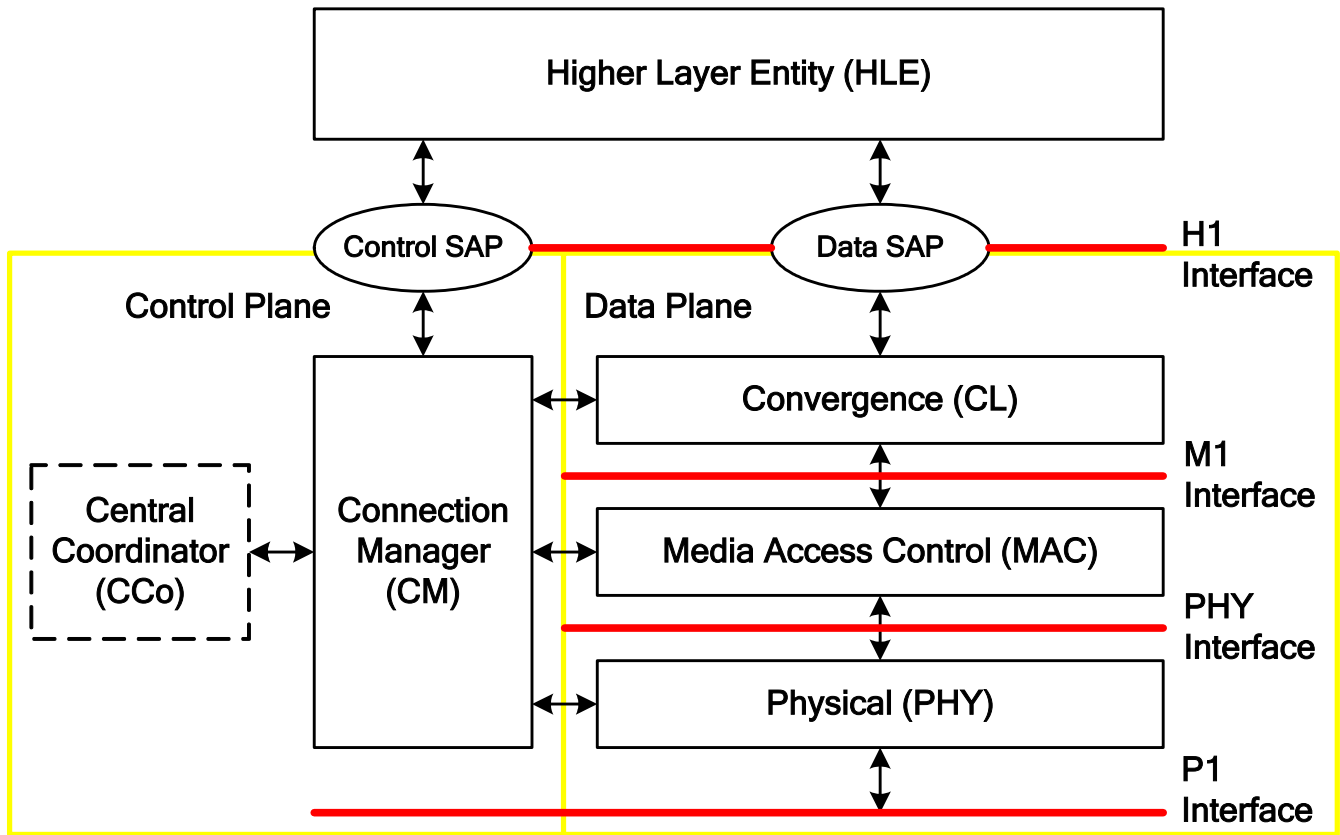 Higher Layer Entity (HLE)
Control SAP
Data SAP
H1
Interface
Control Plane
Data Plane
Convergence (CL)
M1
Interface
Central
Coordinator
(CCo)
Connection
Manager
(CM)
Media Access Control (MAC)
PHY
Interface
Physical (PHY)
P1
Interface